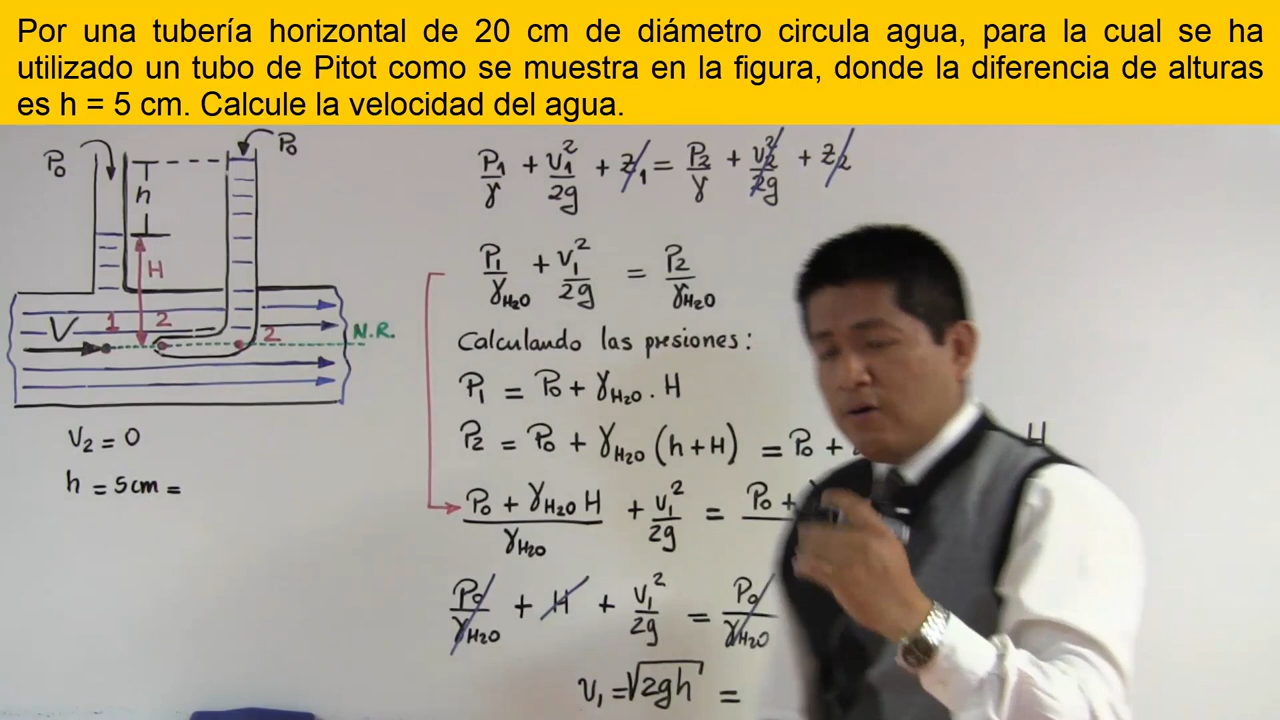 Por una tubería horizontal de 20 cm de diámetro circula agua, para la cual se ha
utilizado un tubo de Pitot como se muestra en la figura, donde la diferencia de alturas
es h = 5 cm. Calcule la velocidad del agua.
P₀ P₀
h
H
V 1 2 2 N.R.
V₂ = 0
h = 5cm =
P₁/γ + V₁²/2g + z₁ = P₂/γ + V₂²/2g + z₂
P₁/γH₂O + V₁²/2g = P₂/γH₂O
Calculando las presiones:
P₁ = P₀ + γH₂O . H
P₂ = P₀ + γH₂O (h+H) = P₀ + H
(P₀ + γH₂O H)/γH₂O + V₁²/2g = P₀ +
P₀/γH₂O + H + V₁²/2g = P₀/γH₂O
V₁ = √2gh =